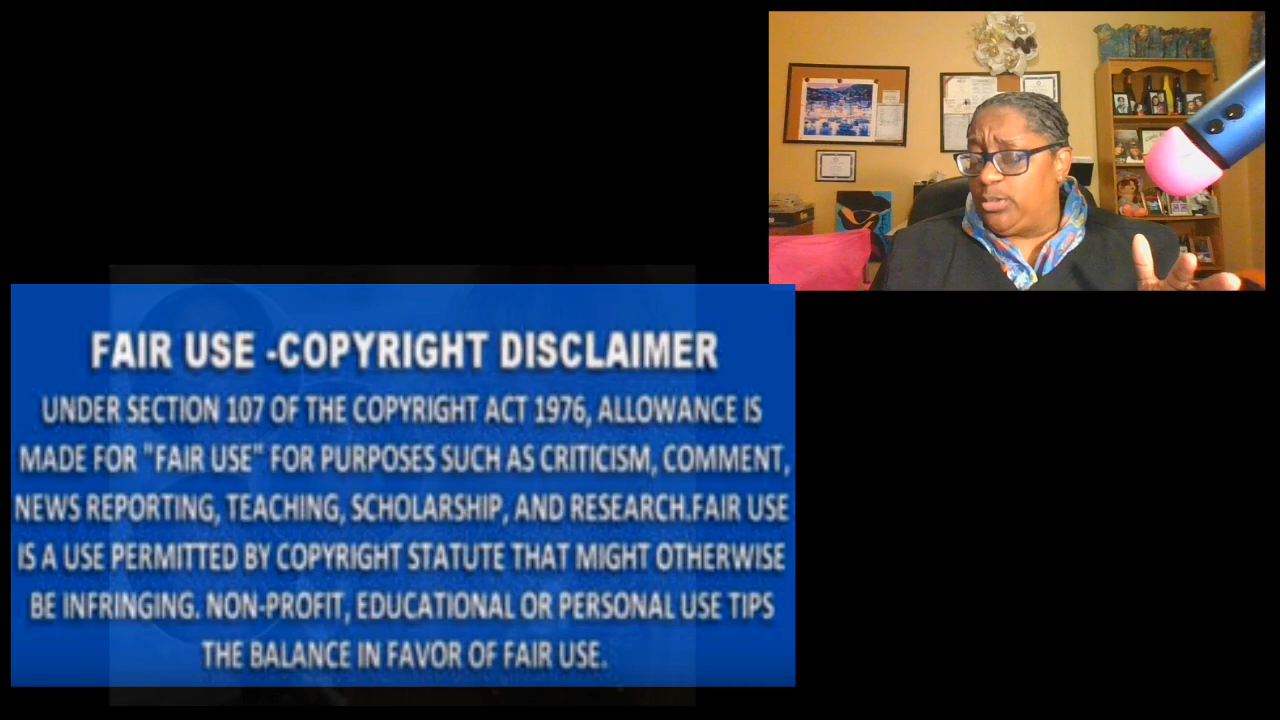 FAIR USE -COPYRIGHT DISCLAIMER
UNDER SECTION 107 OF THE COPYRIGHT ACT 1976, ALLOWANCE IS
MADE FOR "FAIR USE" FOR PURPOSES SUCH AS CRITICISM, COMMENT,
NEWS REPORTING, TEACHING, SCHOLARSHIP, AND RESEARCH.FAIR USE
IS A USE PERMITTED BY COPYRIGHT STATUTE THAT MIGHT OTHERWISE
BE INFRINGING. NON-PROFIT, EDUCATIONAL OR PERSONAL USE TIPS
THE BALANCE IN FAVOR OF FAIR USE.